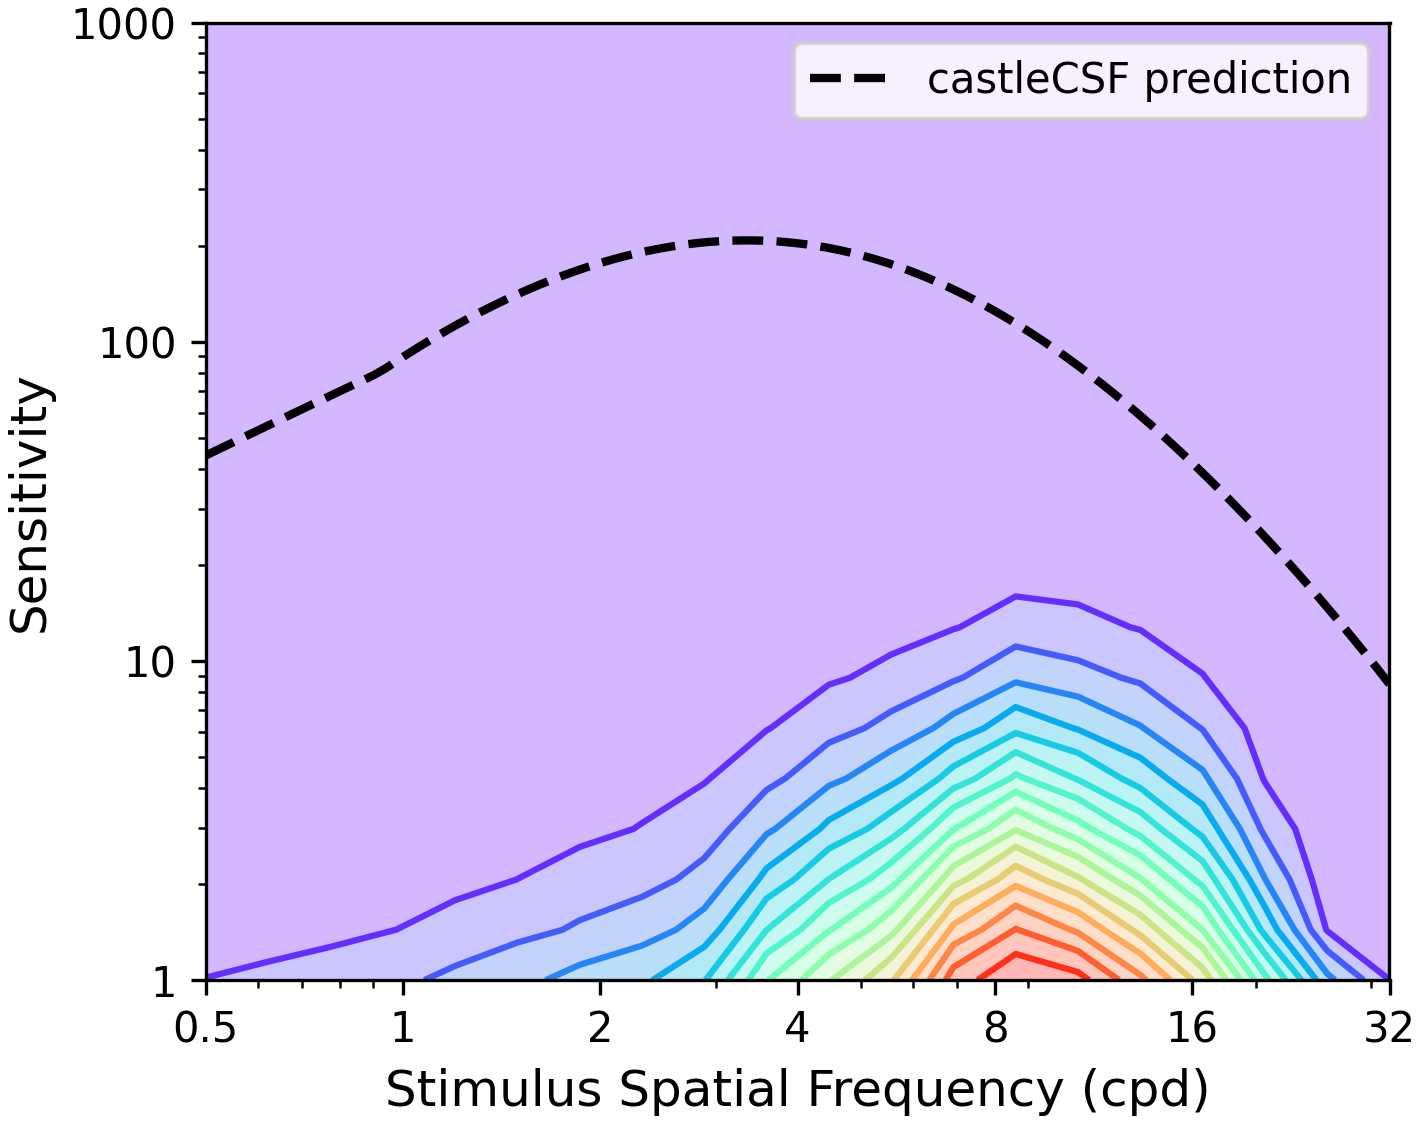 1000
castleCSF prediction
100
Sensitivity
10
1
0.5 1 2 4 8 16 32
Stimulus Spatial Frequency (cpd)